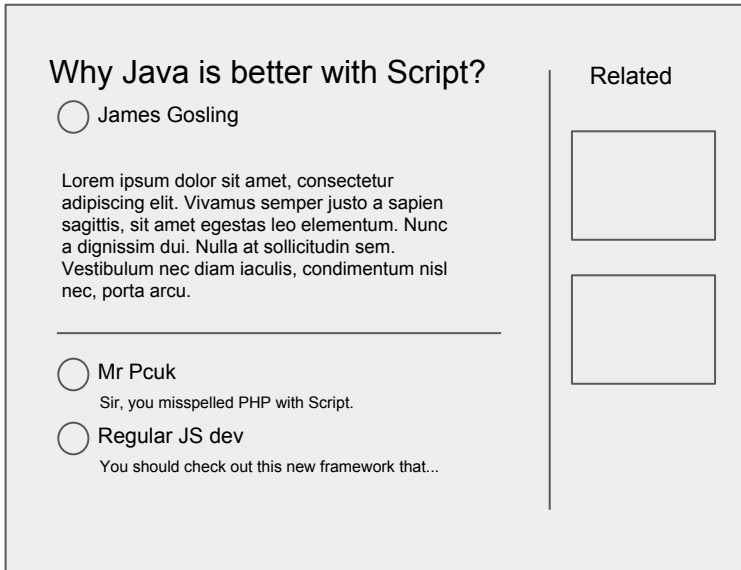 Why Java is better with Script?
James Gosling
Lorem ipsum dolor sit amet, consectetur
adipiscing elit. Vivamus semper justo a sapien
sagittis, sit amet egestas leo elementum. Nunc
a dignissim dui. Nulla at sollicitudin sem.
Vestibulum nec diam iaculis, condimentum nisl
nec, porta arcu.
Mr Pcuk
Sir, you misspelled PHP with Script.
Regular JS dev
You should check out this new framework that...
Related